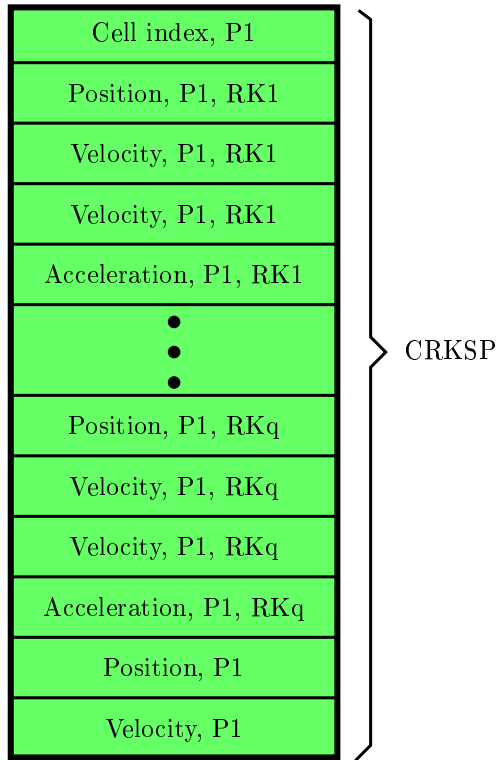 Cell index, P1
Position, P1, RK1
Velocity, P1, RK1
Velocity, P1, RK1
Acceleration, P1, RK1
CRKSP
Position, P1, RKq
Velocity, P1, RKq
Velocity, P1, RKq
Acceleration, P1, RKq
Position, P1
Velocity, P1